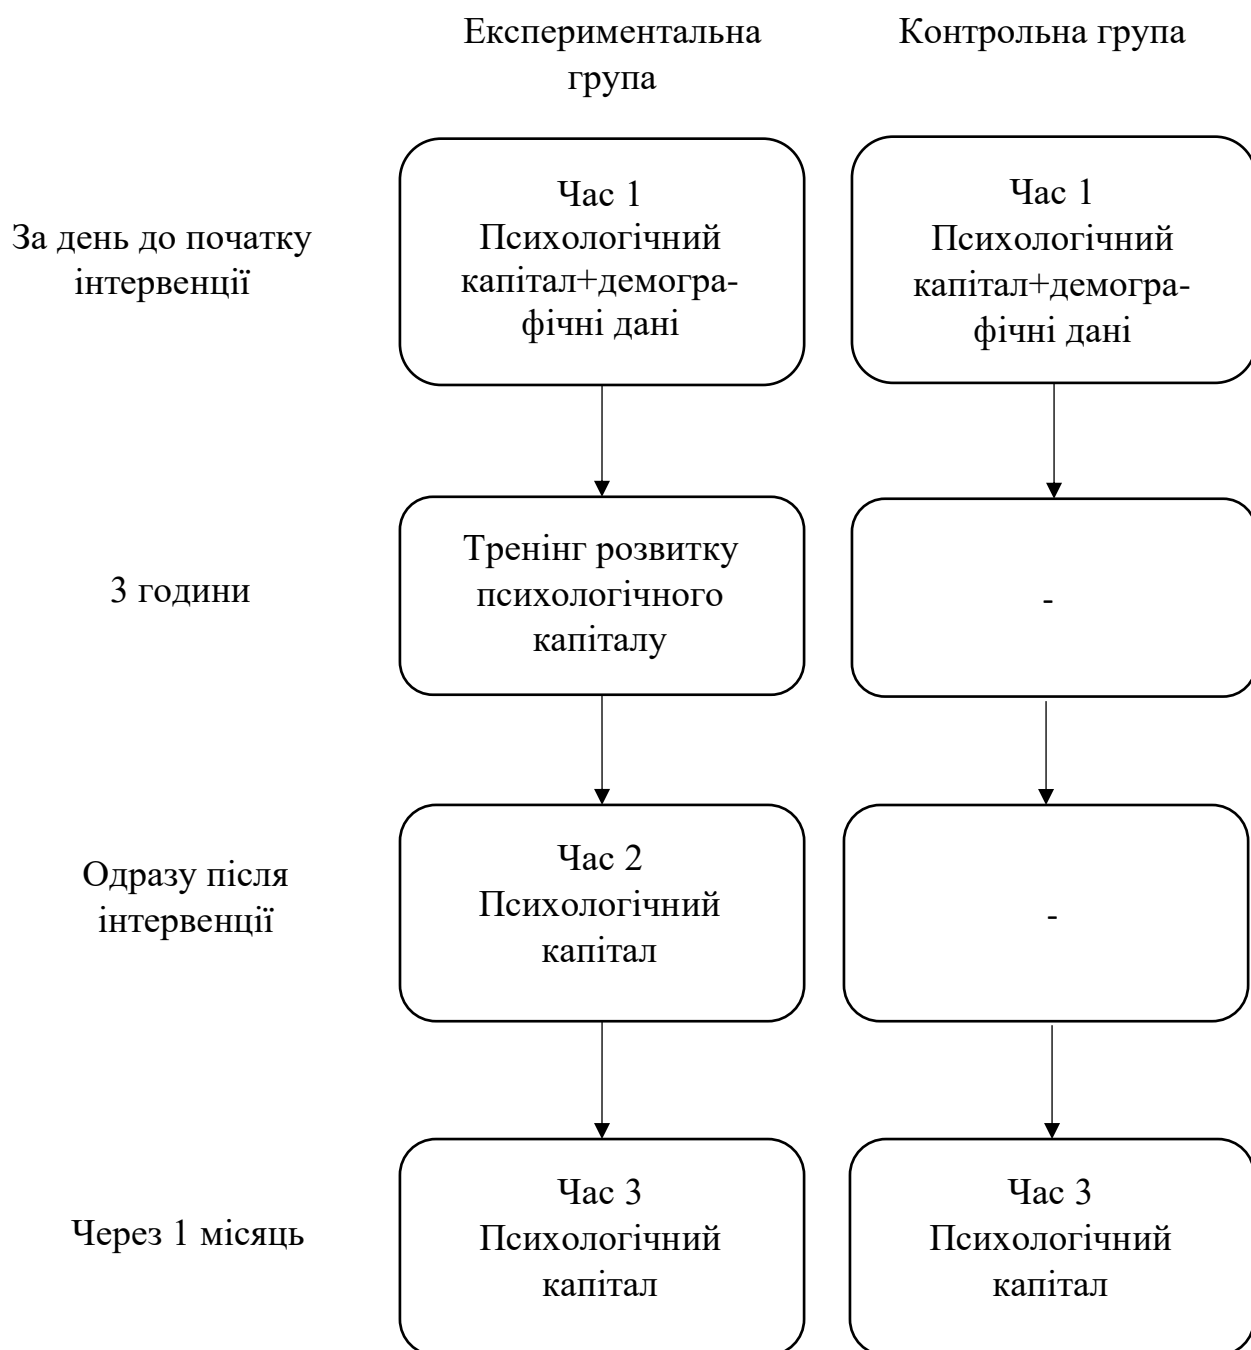 Експериментальна
група
Контрольна група
За день до початку
інтервенції
Час 1
Психологічний
капітал+демогра-
фічні дані
Час 1
Психологічний
капітал+демогра-
фічні дані
3 години
Тренінг розвитку
психологічного
капіталу
-
Одразу після
інтервенції
Час 2
Психологічний
капітал
-
Через 1 місяць
Час 3
Психологічний
капітал
Час 3
Психологічний
капітал